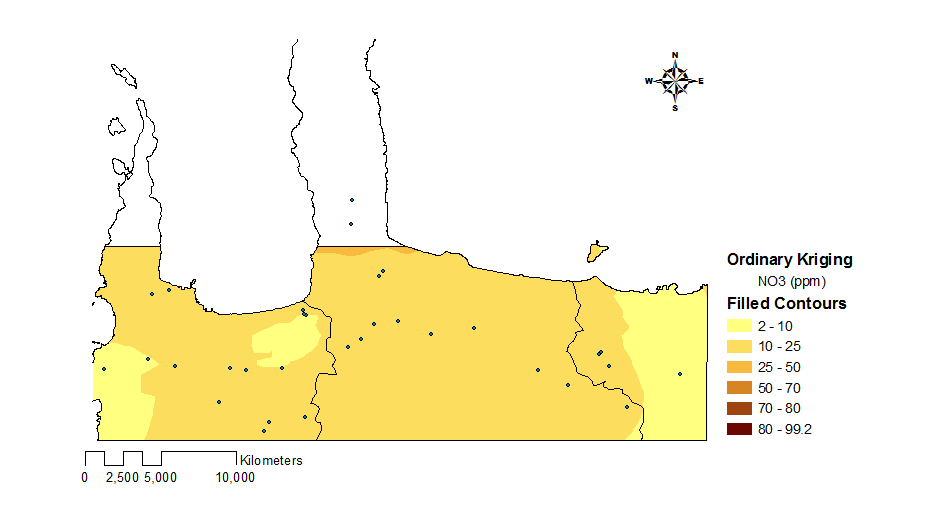 N
W E
S
Ordinary Kriging
NO3 (ppm)
Filled Contours
2 - 10
10 - 25
25 - 50
50 - 70
70 - 80
80 - 99.2
Kilometers
0 2,500 5,000 10,000